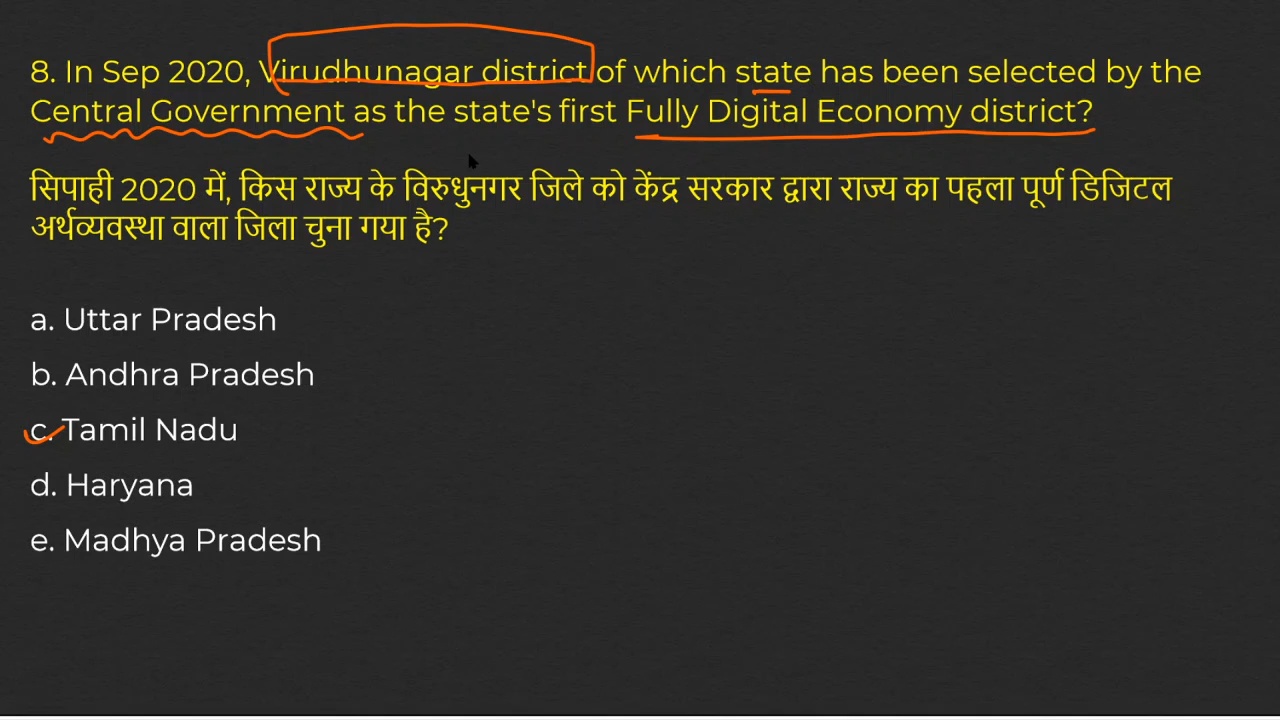 8. In Sep 2020, Virudhunagar district of which state has been selected by the
Central Government as the state's first Fully Digital Economy district?
सिपाही 2020 में, किस राज्य के विरुधुनगर जिले को केंद्र सरकार द्वारा राज्य का पहला पूर्ण डिजिटल
अर्थव्यवस्था वाला जिला चुना गया है?
a. Uttar Pradesh
b. Andhra Pradesh
c. Tamil Nadu
d. Haryana
e. Madhya Pradesh